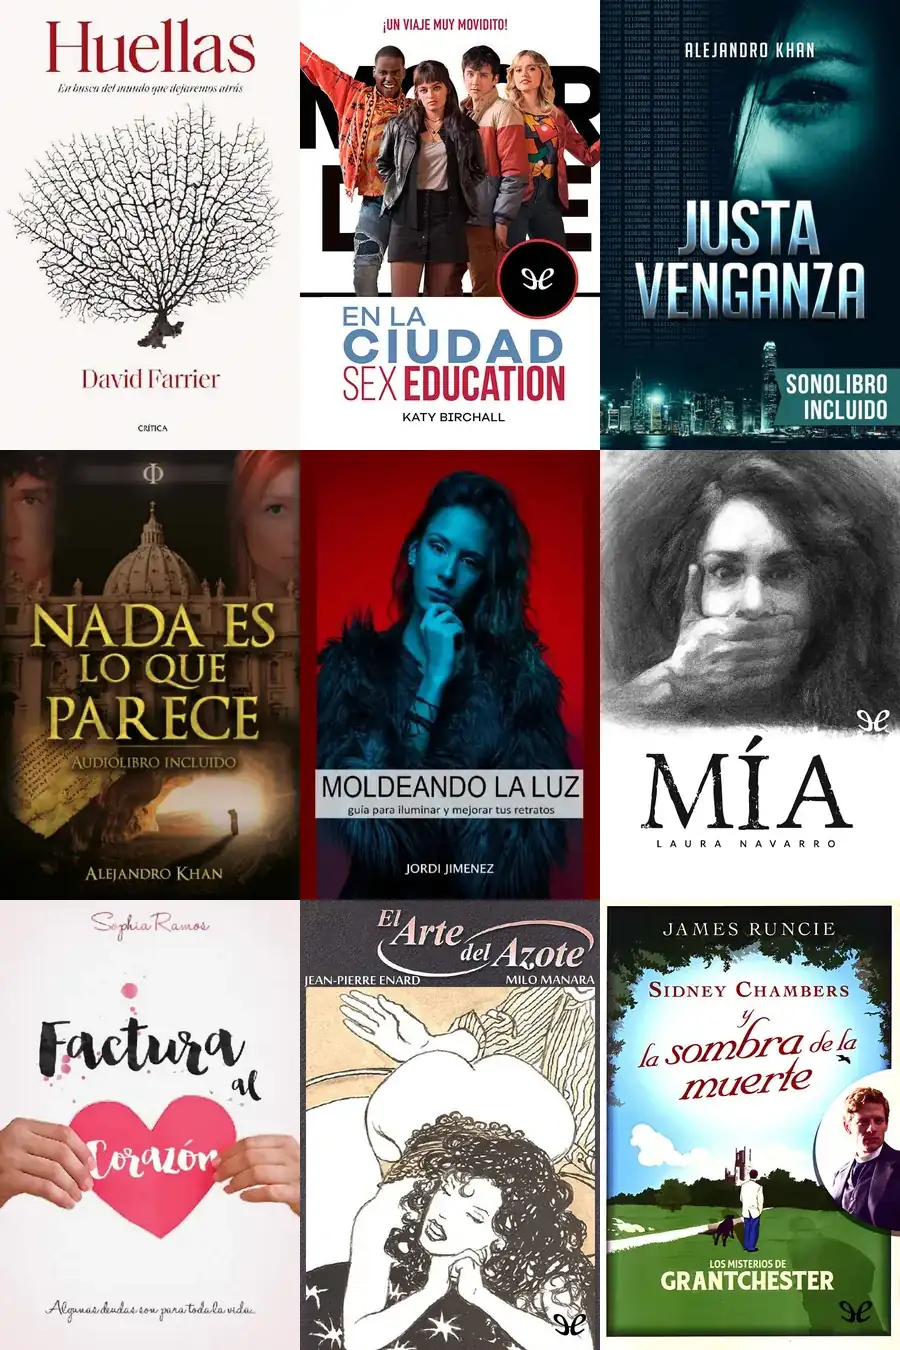 Huellas
En busca del mundo que dejaremos atrás
David Farrier
CRÍTICA
¡UN VIAJE MUY MOVIDITO!
EN LA
CIUDAD
SEX EDUCATION
KATY BIRCHALL
ALEJANDRO KHAN
JUSTA
VENGANZA
SONOLIBRO
INCLUIDO
NADA ES
LO QUE
PARECE
AUDIOLIBRO INCLUIDO
ALEJANDRO KHAN
MOLDEANDO LA LUZ
guía para iluminar y mejorar tus retratos
JORDI JIMENEZ
MÍA
LAURA NAVARRO
Sophia Ramos
Factura
al
Corazón
Algunas deudas son para toda la vida...
El
Arte
del Azote
JEAN-PIERRE ENARD MILO MANARA
JAMES RUNCIE
SIDNEY CHAMBERS
y
la sombra de la
muerte
LOS MISTERIOS DE
GRANTCHESTER